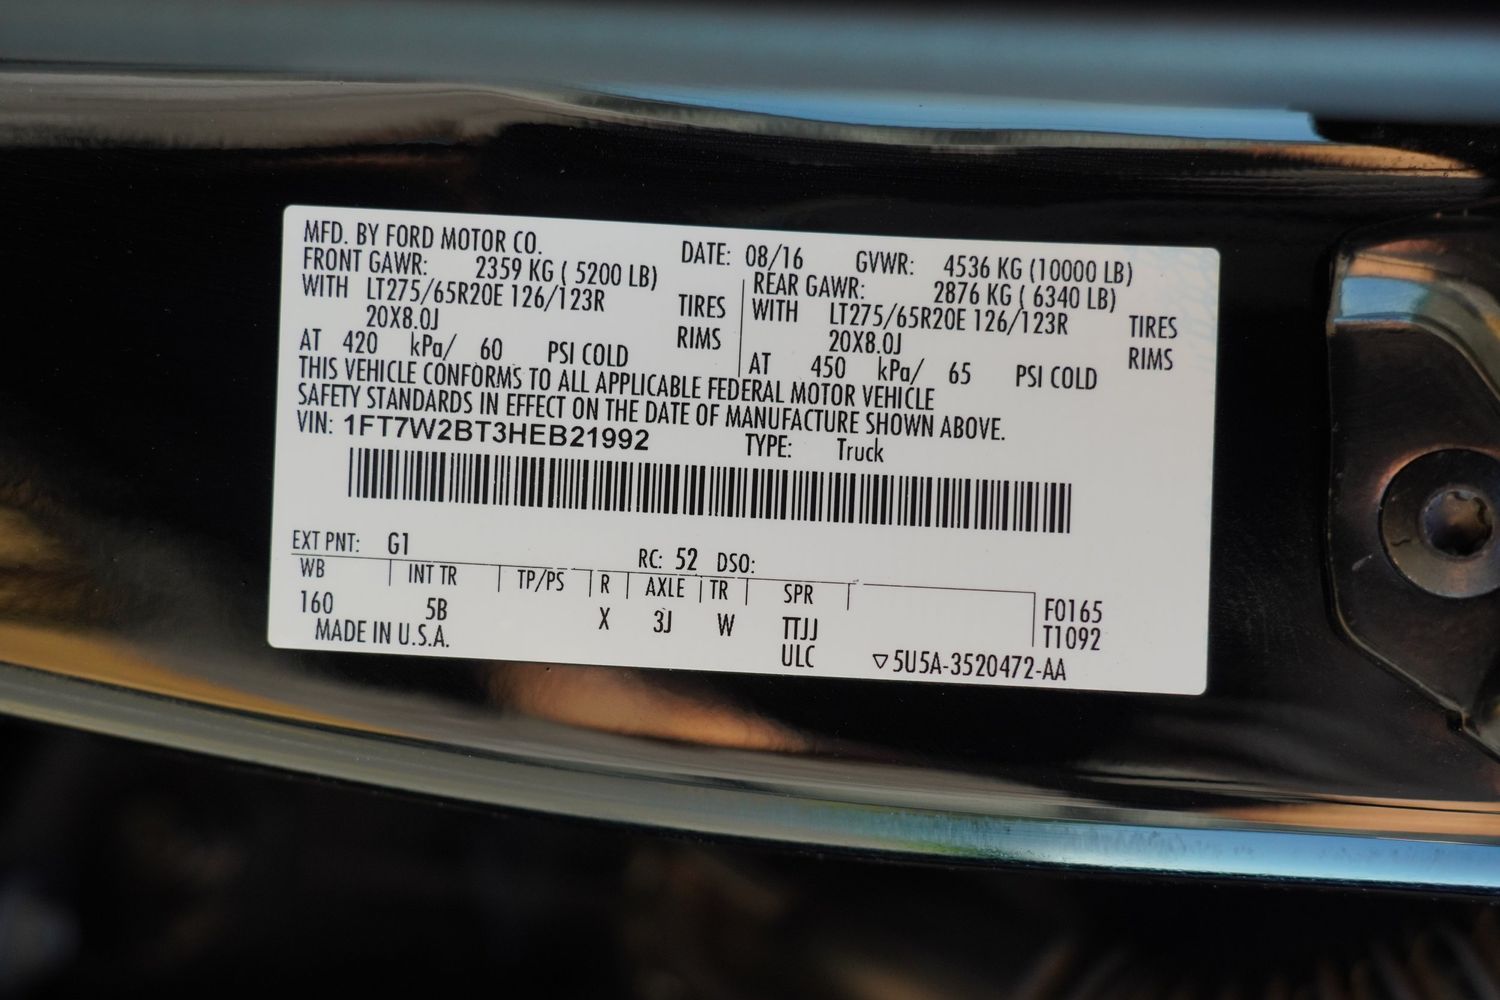 MFD. BY FORD MOTOR CO. DATE: 08/16 GVWR: 4536 KG (10000 LB)
FRONT GAWR: 2359 KG ( 5200 LB) REAR GAWR: 2876 KG ( 6340 LB)
WITH LT275/65R20E 126/123R TIRES WITH LT275/65R20E 126/123R TIRES
20X8.0J RIMS 20X8.0J RIMS
AT 420 kPa/ 60 PSI COLD AT 450 kPa/ 65 PSI COLD
THIS VEHICLE CONFORMS TO ALL APPLICABLE FEDERAL MOTOR VEHICLE
SAFETY STANDARDS IN EFFECT ON THE DATE OF MANUFACTURE SHOWN ABOVE.
VIN: 1FT7W2BT3HEB21992 TYPE: Truck
EXT PNT: G1 RC: 52 DSO:
WB INT TR TP/PS R AXLE TR SPR
160 5B X 3J W TTJJ F0165
MADE IN U.S.A. ULC T1092
▽5U5A-3520472-AA